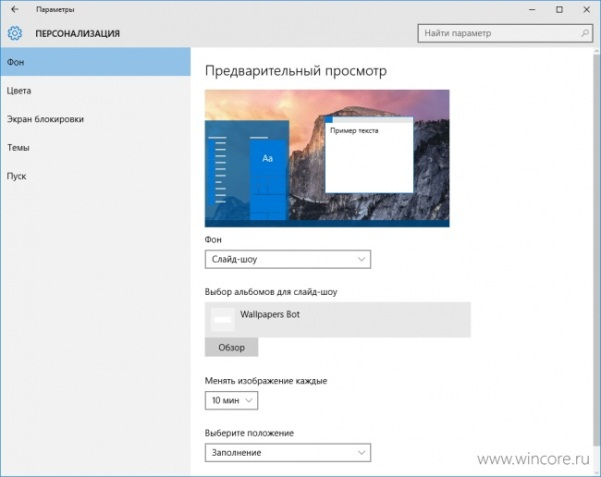 Параметры
ПЕРСОНАЛИЗАЦИЯ
Найти параметр
Фон
Цвета
Экран блокировки
Темы
Пуск
Предварительный просмотр
Aa
Пример текста
Фон
Слайд-шоу
Выбор альбомов для слайд-шоу
Wallpapers Bot
Обзор
Менять изображение каждые
10 мин
Выберите положение
Заполнение
www.wincore.ru